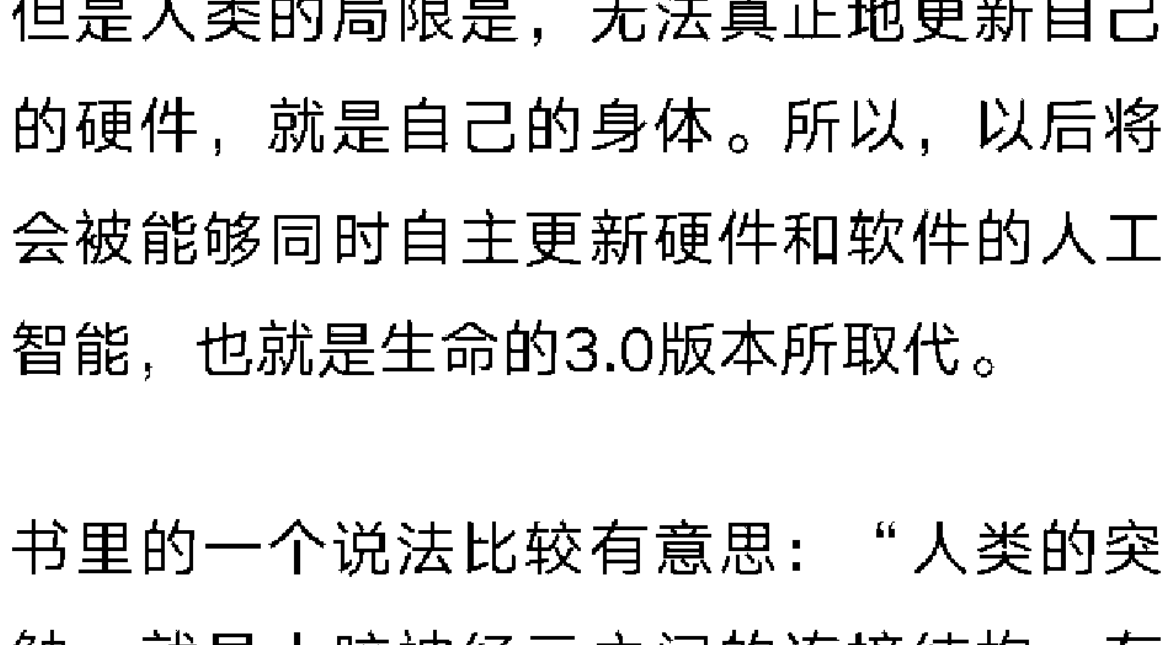 但是人类的局限是，无法真正地更新自己
的硬件，就是自己的身体。所以，以后将
会被能够同时自主更新硬件和软件的人工
智能，也就是生命的3.0版本所取代。
书里的一个说法比较有意思：“人类的突